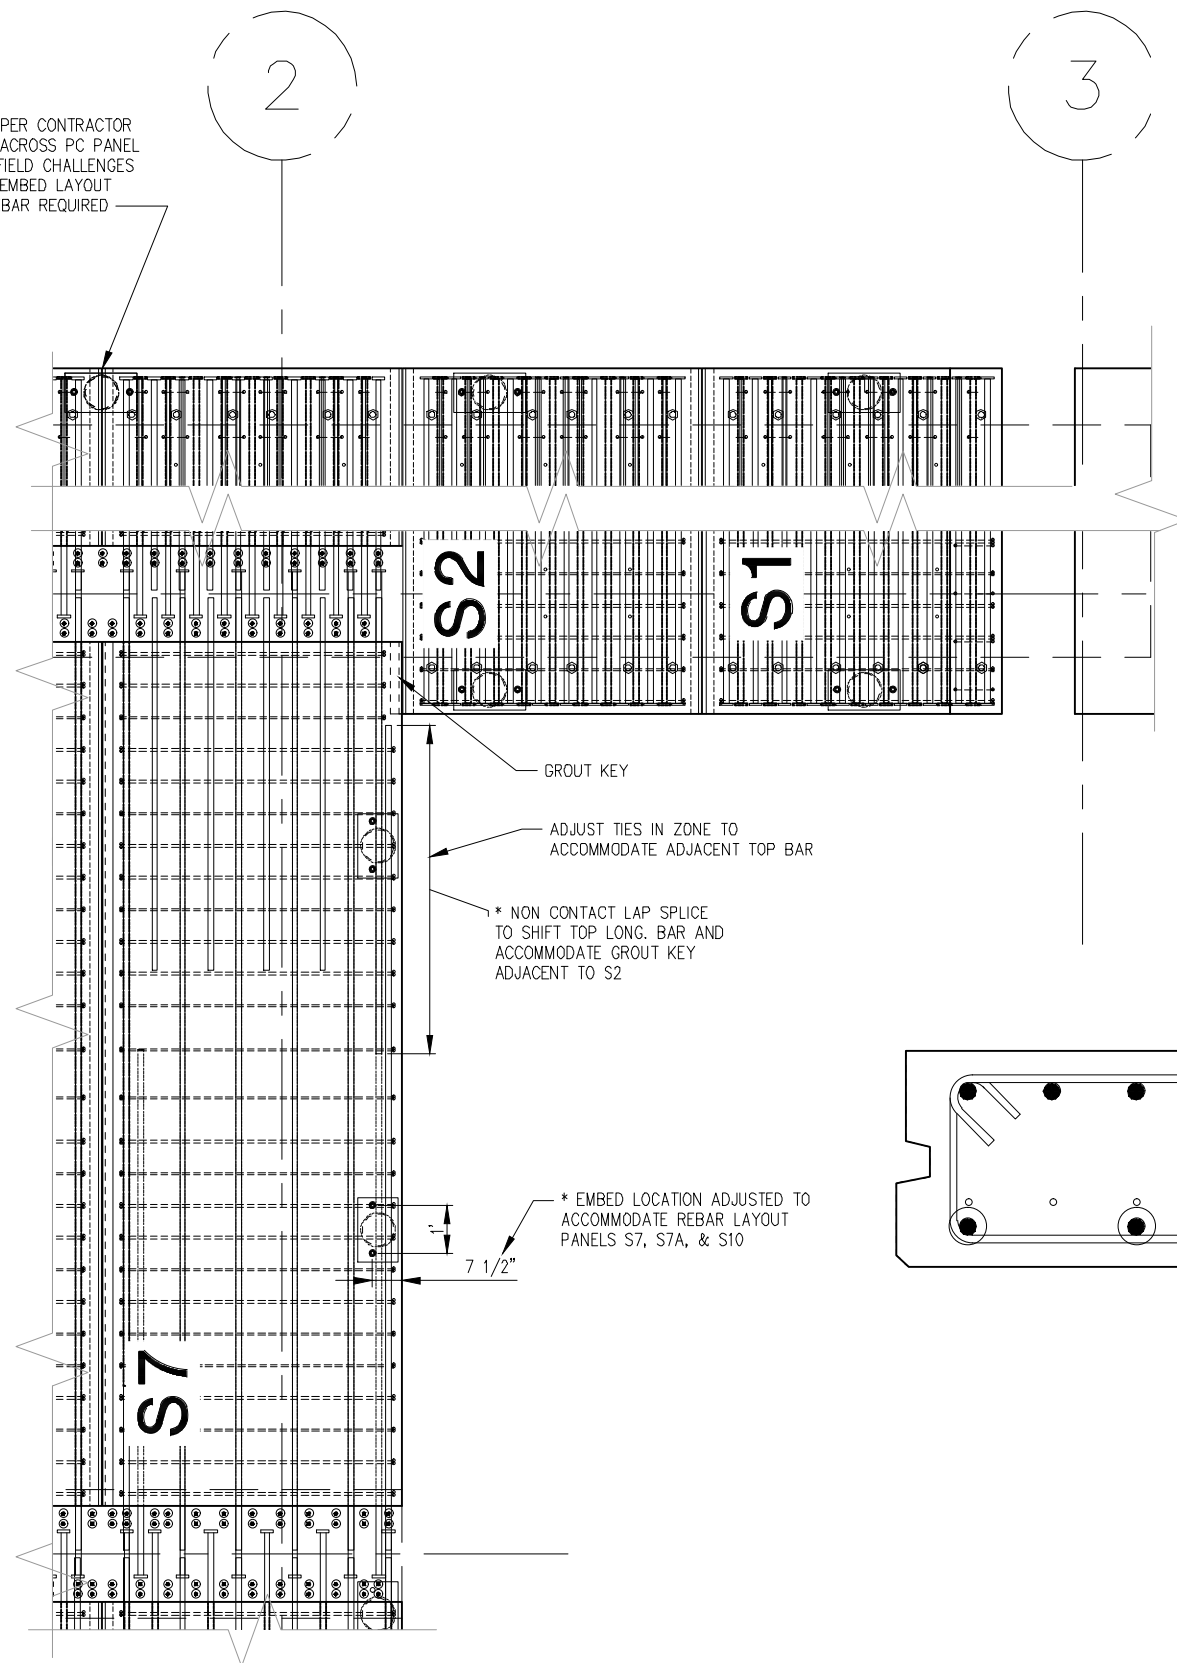 2
3
PER CONTRACTOR
ACROSS PC PANEL
FIELD CHALLENGES
EMBED LAYOUT
BAR REQUIRED
S2
S1
GROUT KEY
ADJUST TIES IN ZONE TO
ACCOMMODATE ADJACENT TOP BAR
* NON CONTACT LAP SPLICE
TO SHIFT TOP LONG. BAR AND
ACCOMMODATE GROUT KEY
ADJACENT TO S2
* EMBED LOCATION ADJUSTED TO
ACCOMMODATE REBAR LAYOUT
PANELS S7, S7A, & S10
1'
7 1/2"
S7